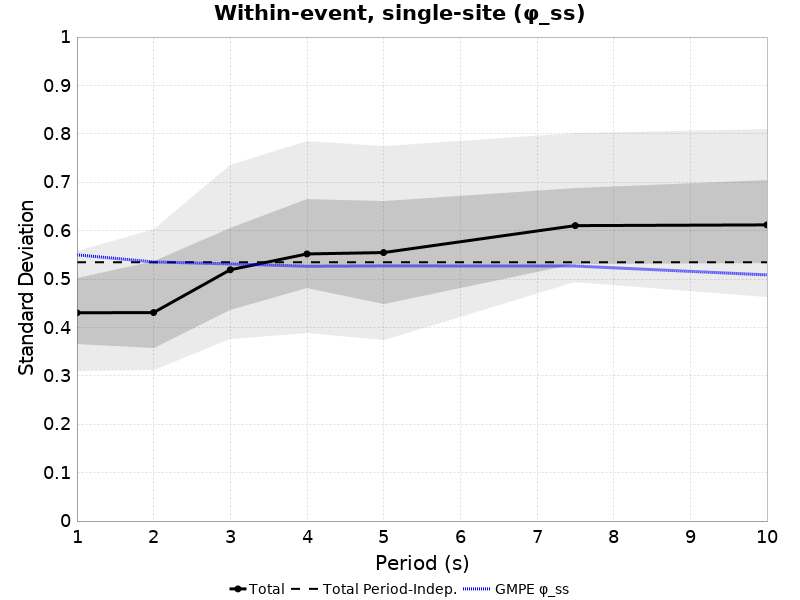 Within-event, single-site (φ_ss)
Standard Deviation
1
0.9
0.8
0.7
0.6
0.5
0.4
0.3
0.2
0.1
0
1 2 3 4 5 6 7 8 9 10
Period (s)
Total Total Period-Indep. GMPE φ_ss